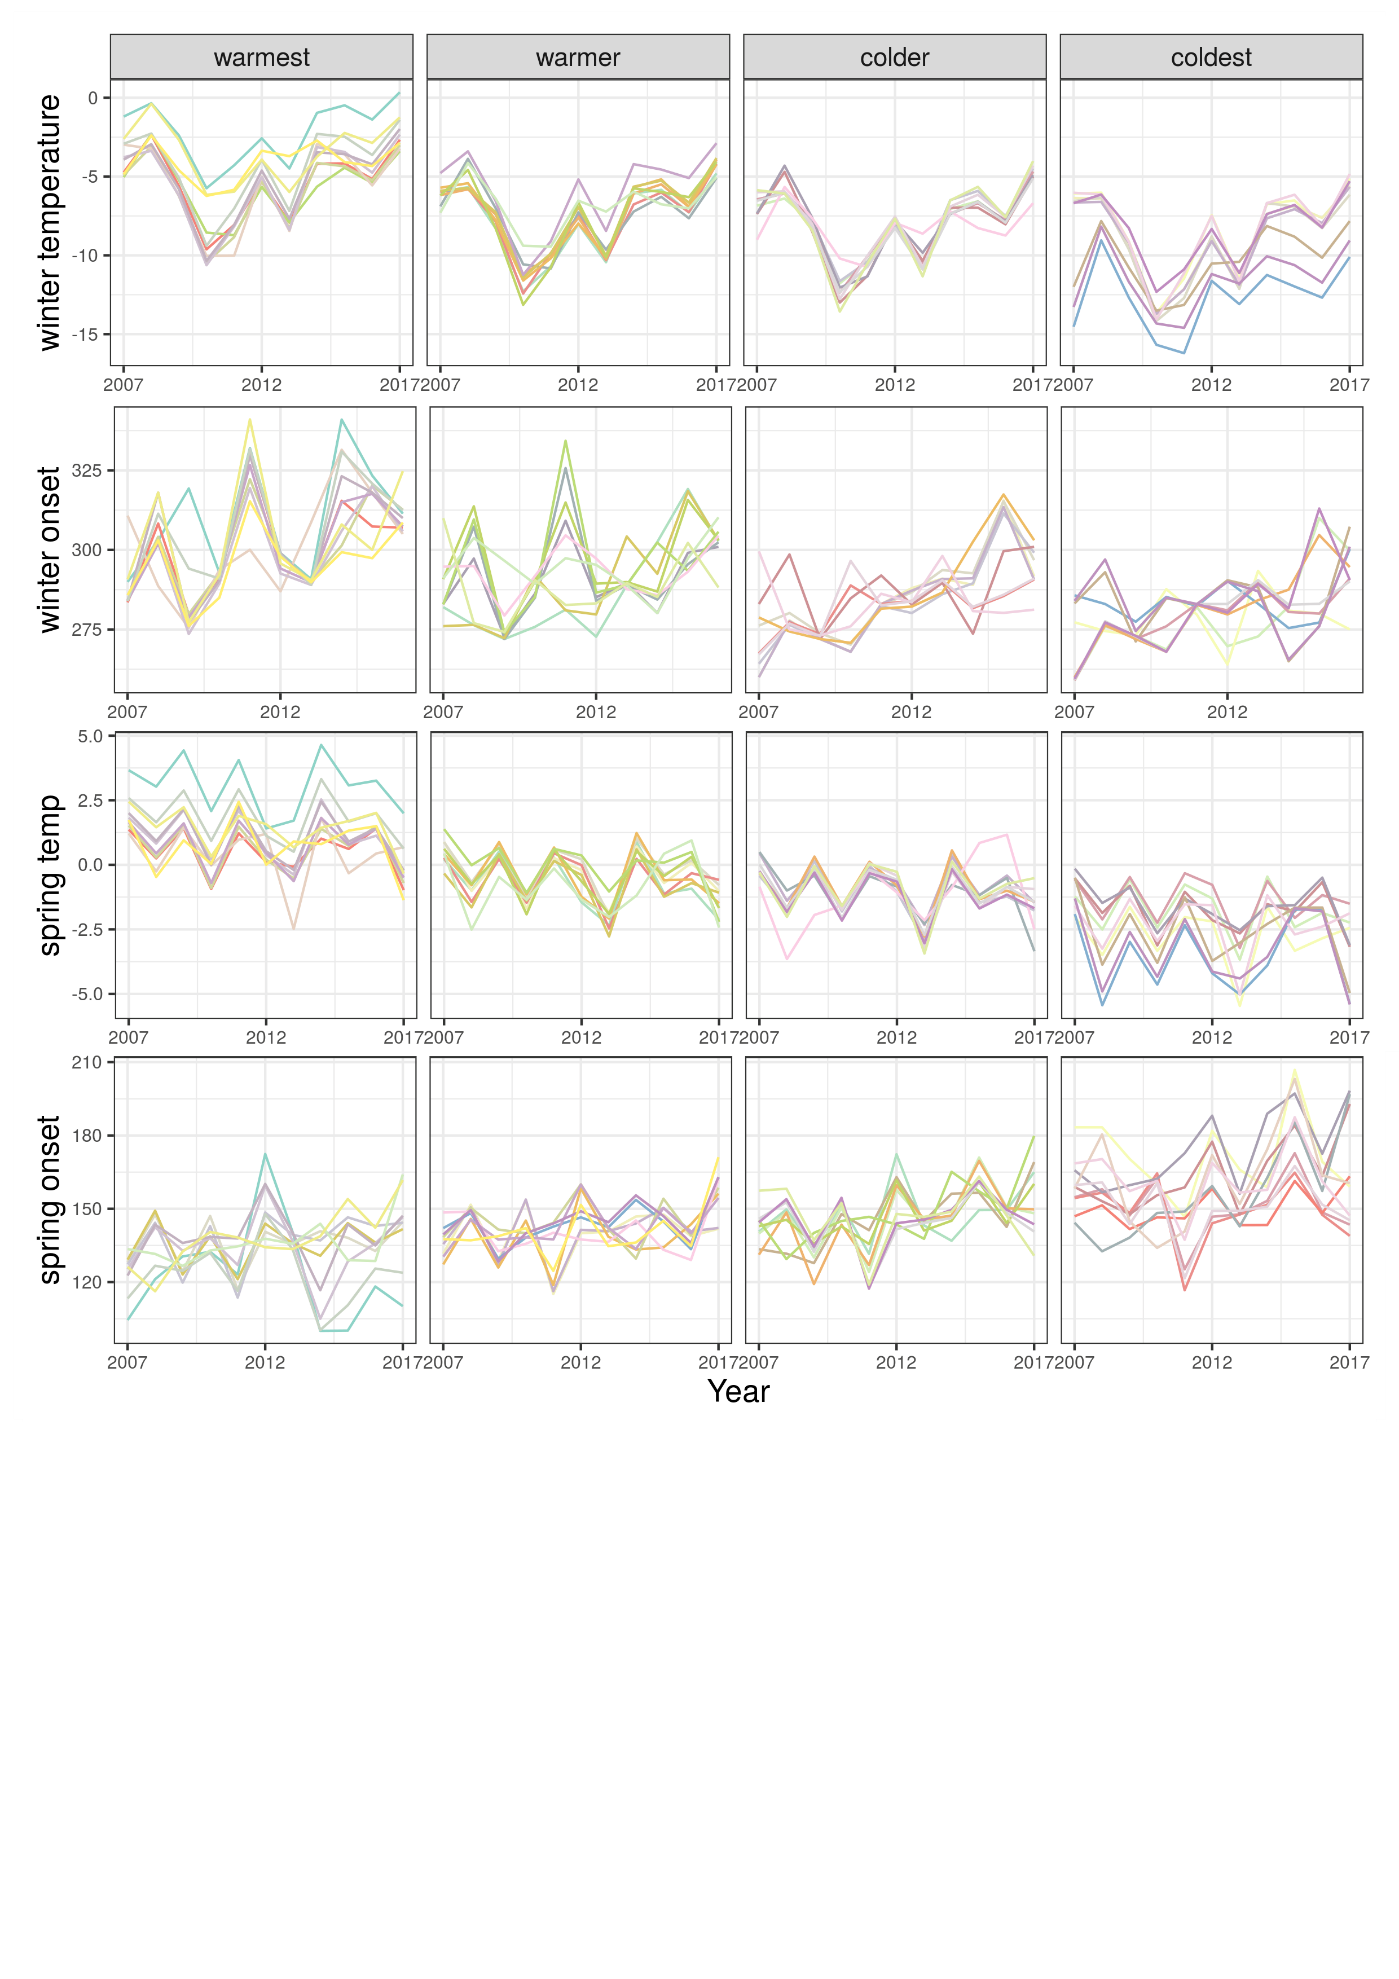 warmest warmer colder coldest
winter temperature
0
-5
-10
-15
2007 2012 2017 2007 2012 2017 2007 2012 2017 2007 2012 2017
winter onset
325
300
275
2007 2012 2007 2012 2007 2012 2007 2012
spring temp
5.0
2.5
0.0
-2.5
-5.0
2007 2012 2017 2007 2012 2017 2007 2012 2017 2007 2012 2017
spring onset
210
180
150
120
2007 2012 2017 2007 2012 2017 2007 2012 2017 2007 2012 2017
Year